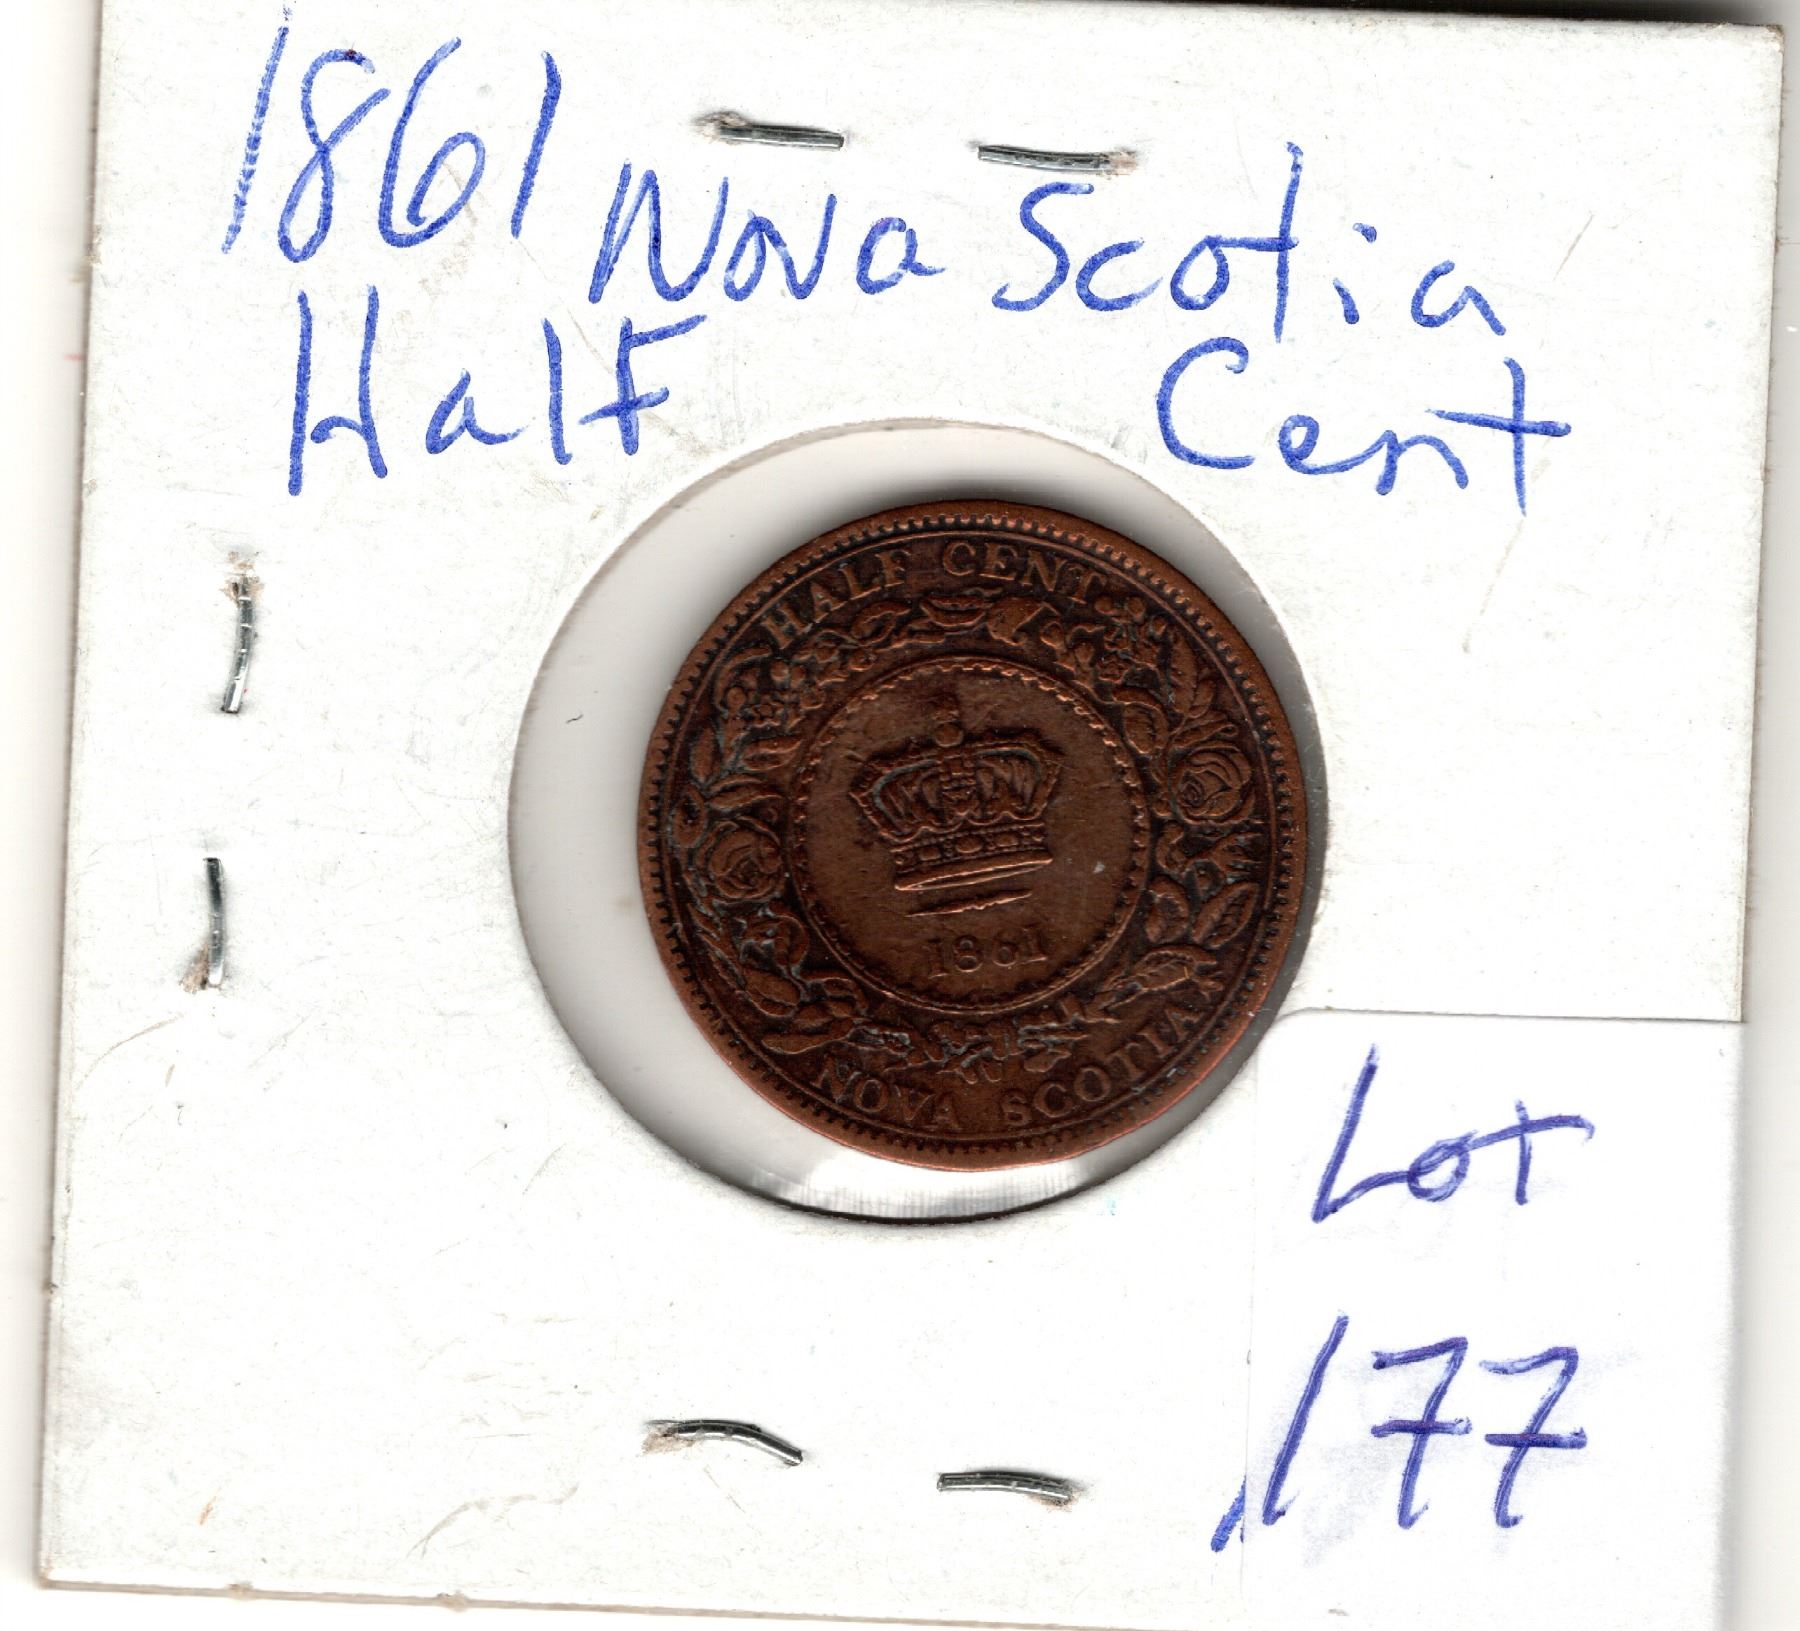 1861 Nova Scotia
Half Cent
HALF CENT
1861
NOVA SCOTIA
Lot
177